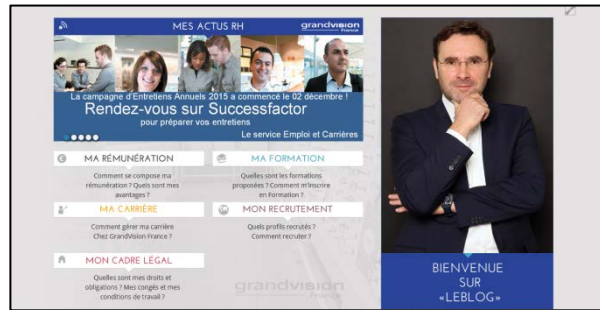 MES ACTUS RH
grandvision
France
La campagne d'Entretiens Annuels 2015 a commencé le 02 décembre !
Rendez-vous sur Successfactor
pour préparer vos entretiens
Le service Emploi et Carrières
MA RÉMUNÉRATION
Comment se compose ma
rémunération ? Quels sont mes
avantages ?
MA FORMATION
Quelles sont les formations
proposées ? Comment m'inscrire
en Formation ?
MA CARRIÈRE
Comment gérer ma carrière
Chez GrandVision France ?
MON RECRUTEMENT
Quels profils recrutés ?
Comment recruter ?
MON CADRE LÉGAL
Quelles sont mes droits et
obligations ? Mes congés et mes
conditions de travail ?
grandvision
France
BIENVENUE
SUR
«LEBLOG»